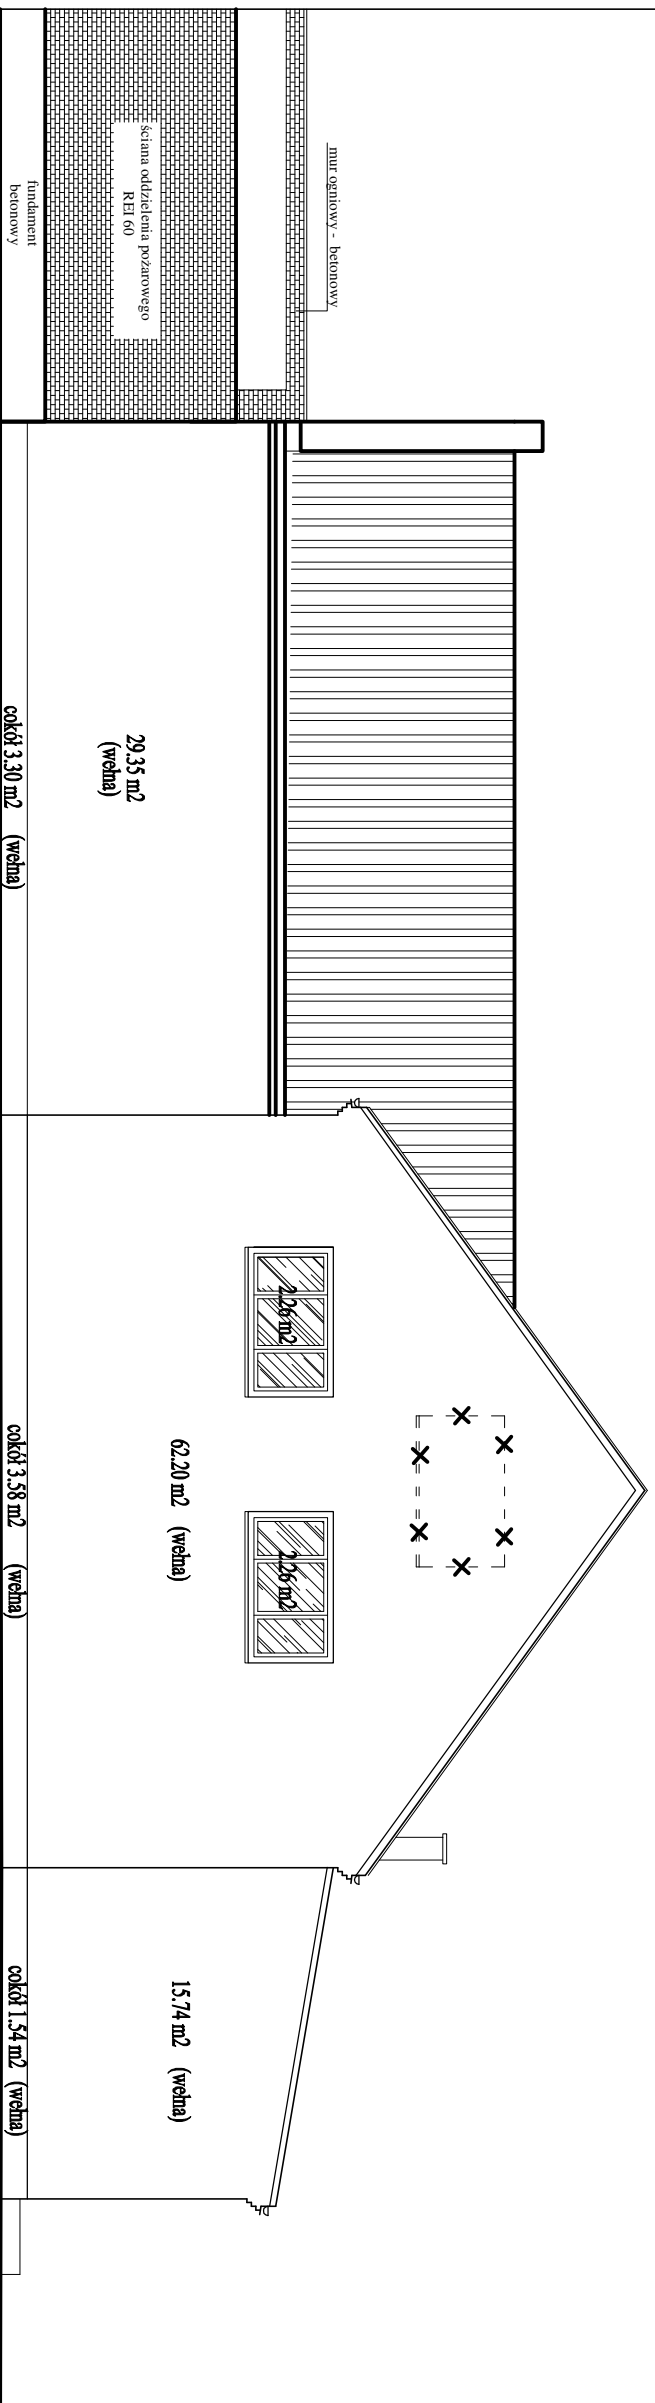 mur ogniowy - betonowy
ściana oddzielenia pożarowego
REI 60
fundament
betonowy
29.35 m2
(wełna)
cokół 3.30 m2 (wełna)
2.26 m2
2.26 m2
62.20 m2 (wełna)
cokół 3.58 m2 (wełna)
15.74 m2 (wełna)
cokół 1.54 m2 (wełna)